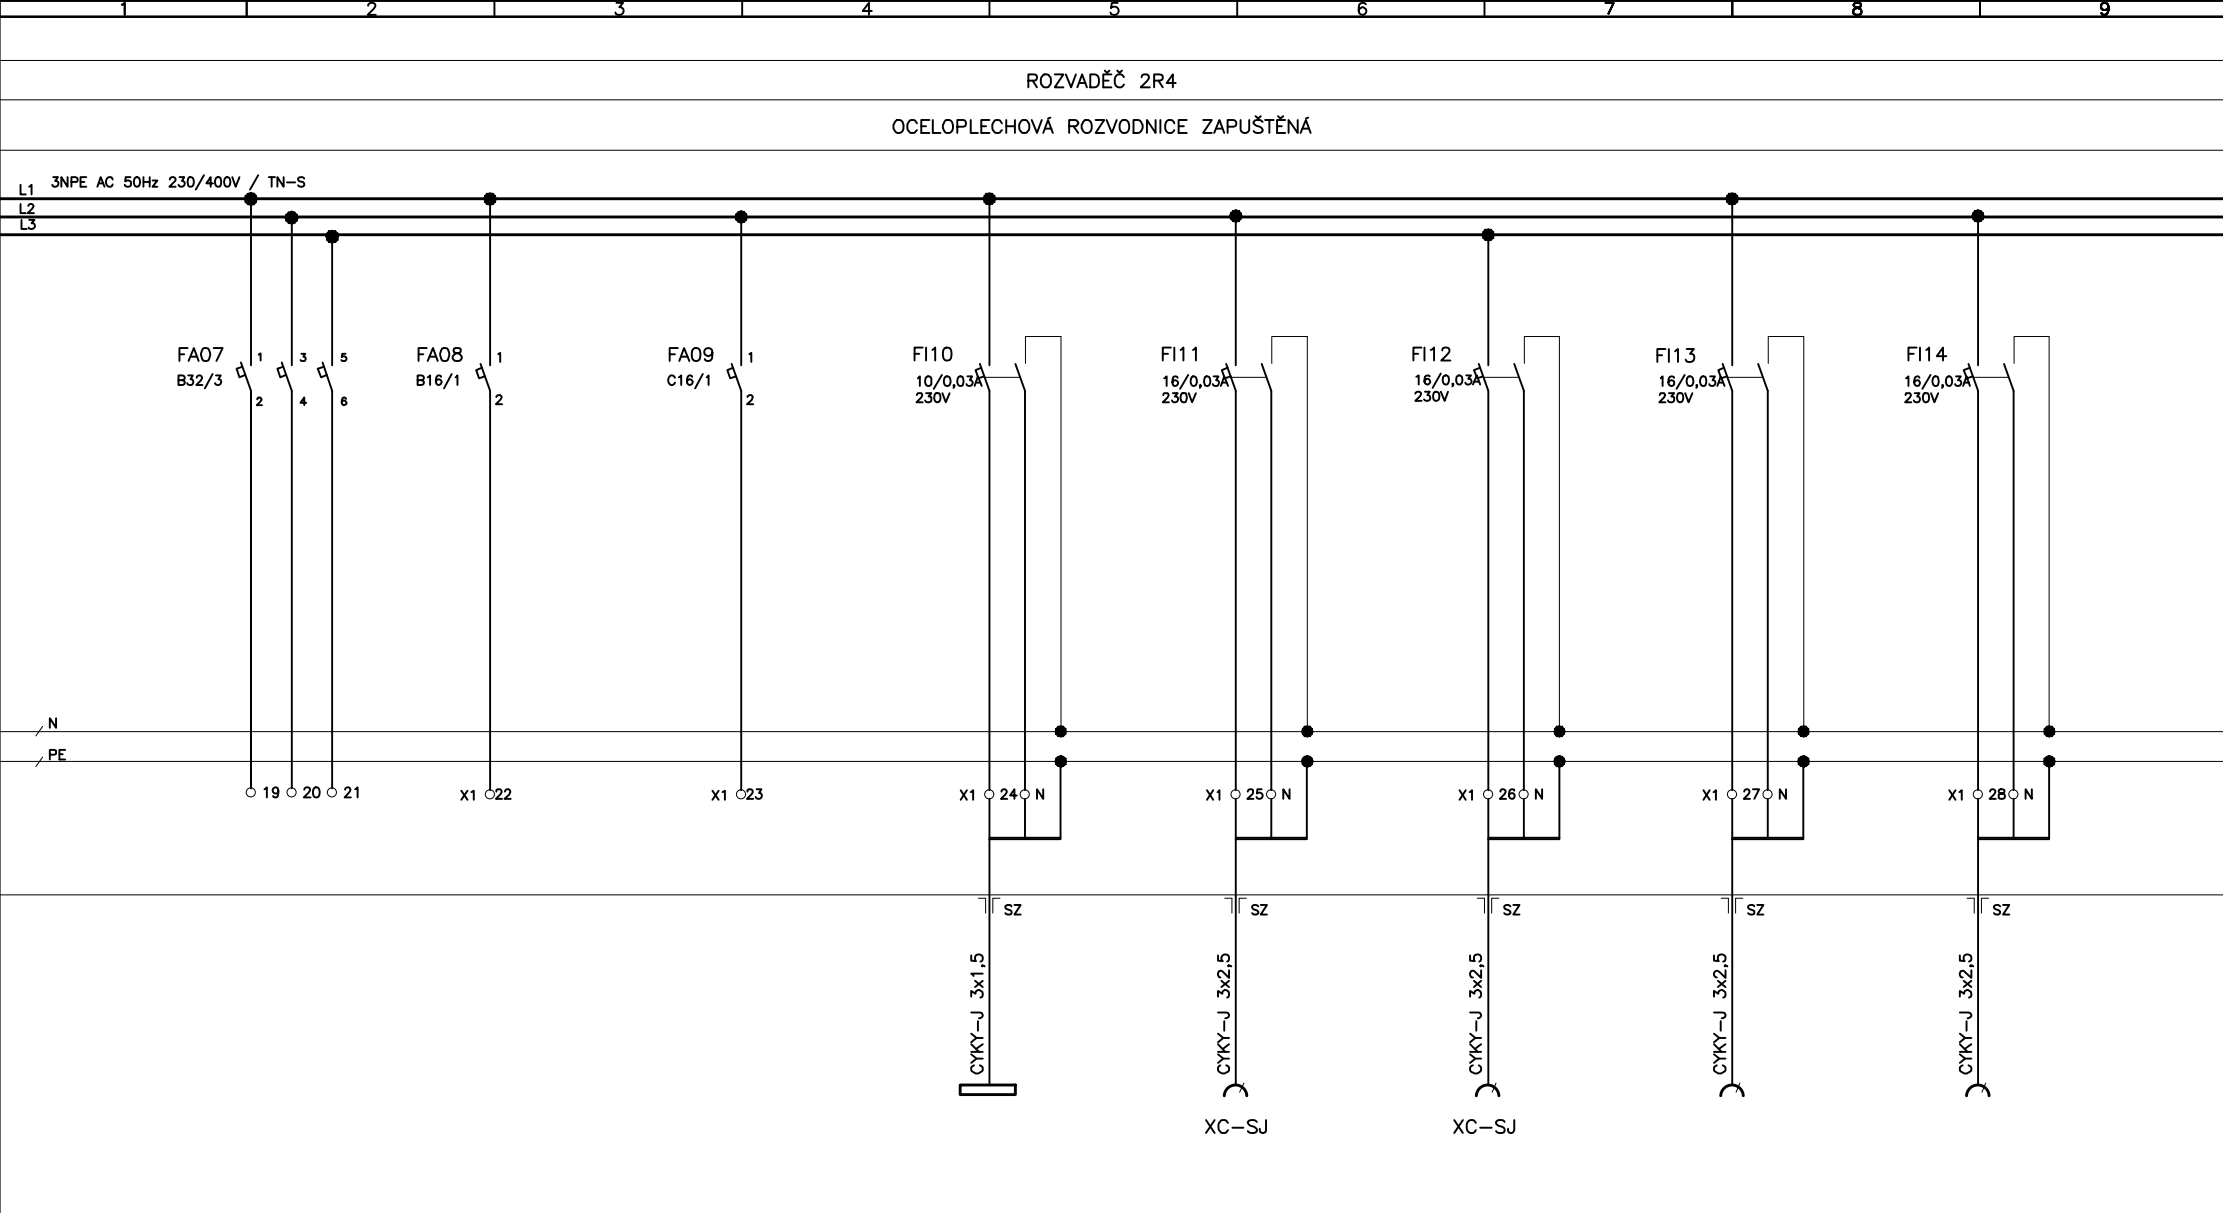 1 2 3 4 5 6 7 8 9
ROZVADĚČ 2R4
OCELOPLECHOVÁ ROZVODNICE ZAPUŠTĚNÁ
3NPE AC 50Hz 230/400V / TN-S
L1
L2
L3
FA07 1 3 5
B32/3
2 4 6
FA08 1
B16/1
2
FA09 1
C16/1
2
FI10
10/0,03A
230V
FI11
16/0,03A
230V
FI12
16/0,03A
230V
FI13
16/0,03A
230V
FI14
16/0,03A
230V
N
PE
19 20 21
X1 22
X1 23
X1 24 N
X1 25 N
X1 26 N
X1 27 N
X1 28 N
SZ SZ SZ SZ SZ
CYKY-J 3x1,5
CYKY-J 3x2,5
CYKY-J 3x2,5
CYKY-J 3x2,5
CYKY-J 3x2,5
XC-SJ XC-SJ